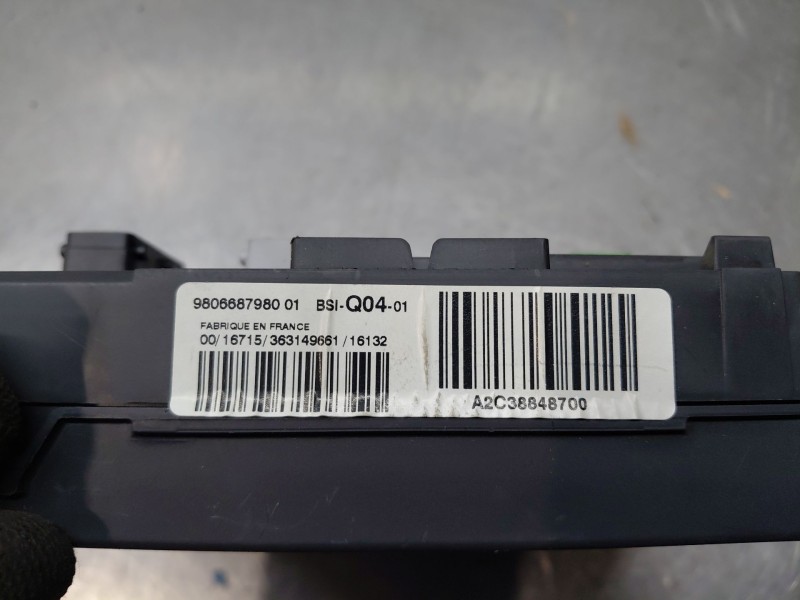 9806687980 01 BSI-Q04-01
FABRIQUE EN FRANCE
00/16715/363149661/16132
A2C38848700